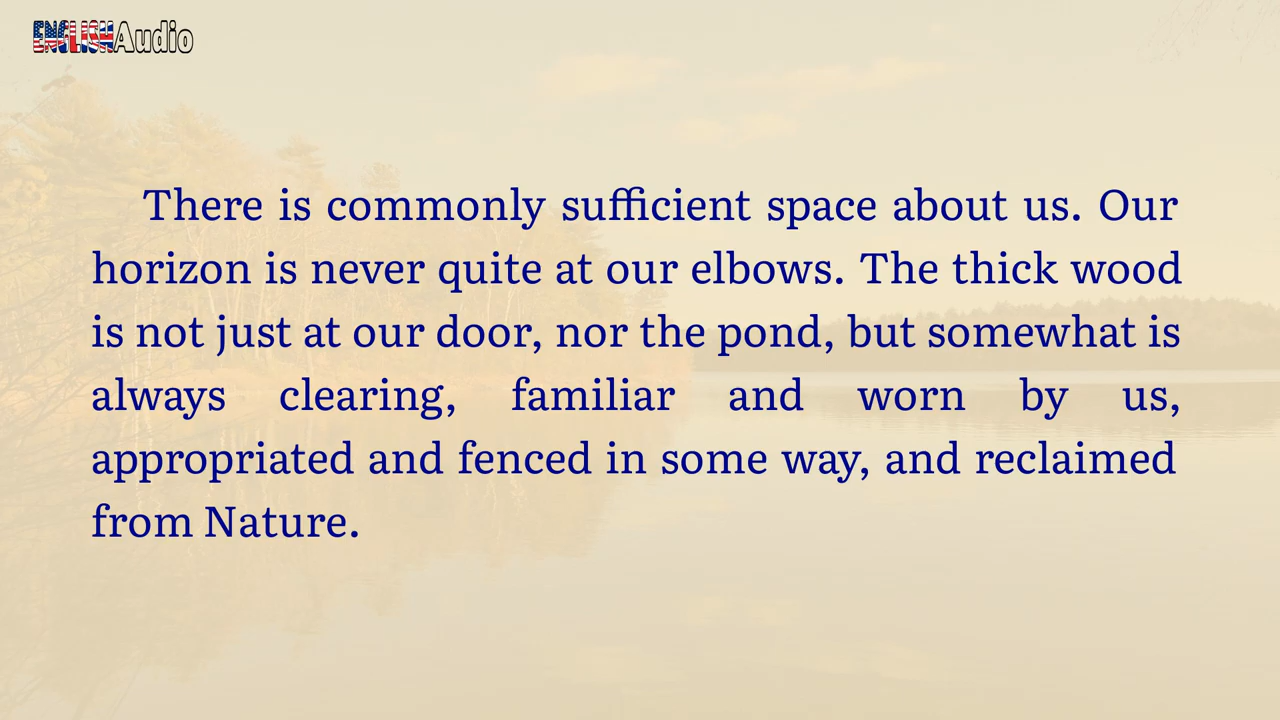 ENGLISHAudio
There is commonly sufficient space about us. Our
horizon is never quite at our elbows. The thick wood
is not just at our door, nor the pond, but somewhat is
always clearing, familiar and worn by us,
appropriated and fenced in some way, and reclaimed
from Nature.